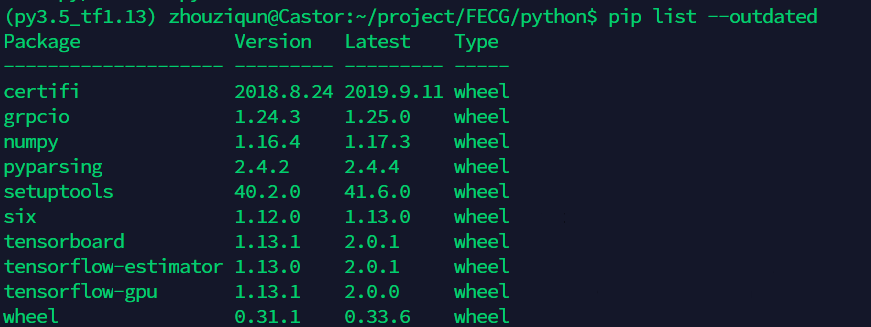 (py3.5_tf1.13) zhouziqun@Castor:~/project/FECG/python$ pip list --outdated
Package Version Latest Type
-------------------- --------- --------- -----
certifi 2018.8.24 2019.9.11 wheel
grpcio 1.24.3 1.25.0 wheel
numpy 1.16.4 1.17.3 wheel
pyparsing 2.4.2 2.4.4 wheel
setuptools 40.2.0 41.6.0 wheel
six 1.12.0 1.13.0 wheel
tensorboard 1.13.1 2.0.1 wheel
tensorflow-estimator 1.13.0 2.0.1 wheel
tensorflow-gpu 1.13.1 2.0.0 wheel
wheel 0.31.1 0.33.6 wheel